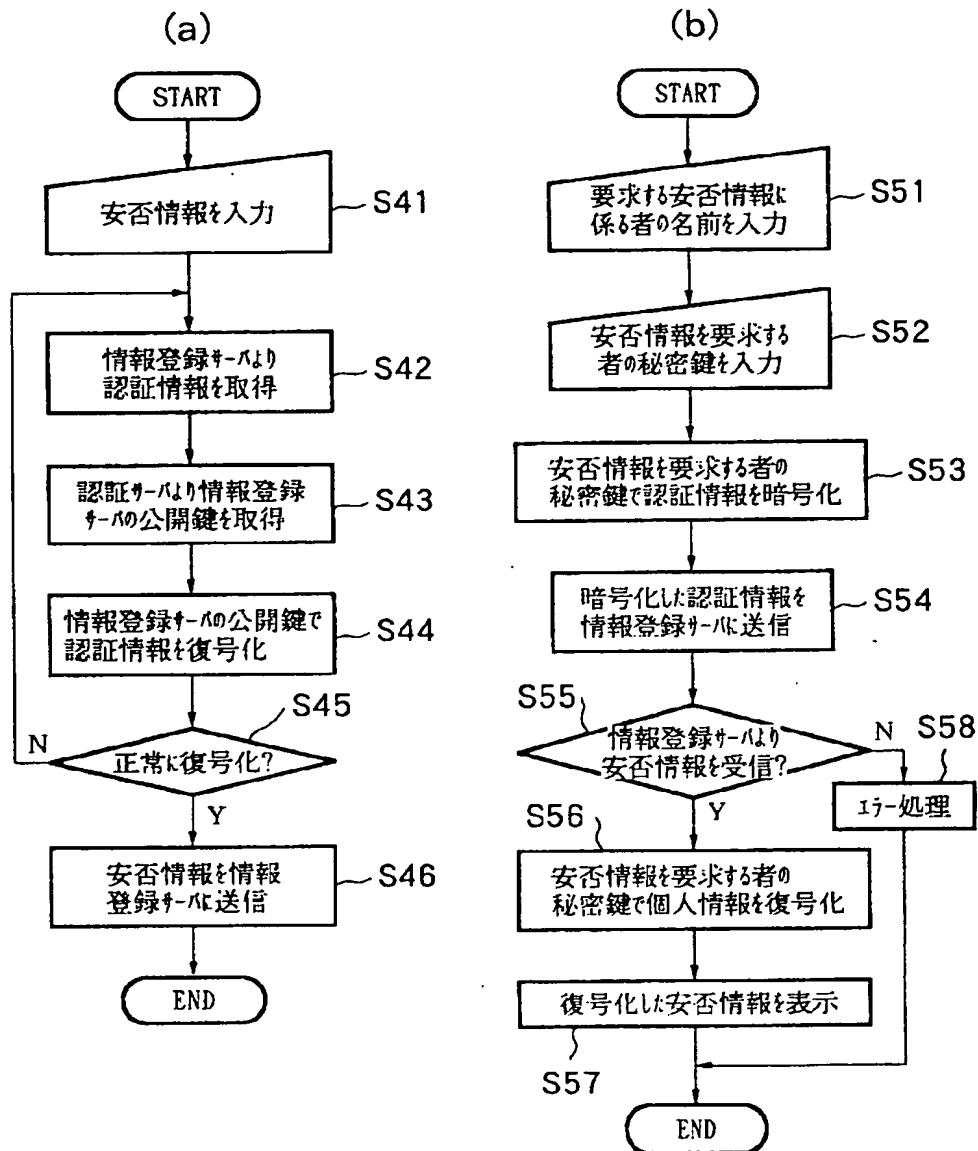 (a)
START
安否情報を入力
S41
情報登録サーバより
認証情報を取得
S42
認証サーバより情報登録
サーバの公開鍵を取得
S43
情報登録サーバの公開鍵で
認証情報を復号化
S44
S45
N
正常に復号化?
Y
安否情報を情報
登録サーバに送信
S46
END
(b)
START
要求する安否情報に
係る者の名前を入力
S51
安否情報を要求する
者の秘密鍵を入力
S52
安否情報を要求する者の
秘密鍵で認証情報を暗号化
S53
暗号化した認証情報を
情報登録サーバに送信
S54
S55
情報登録サーバより
安否情報を受信?
N
S58
エラー処理
Y
S56
安否情報を要求する者の
秘密鍵で個人情報を復号化
復号化した安否情報を表示
S57
END